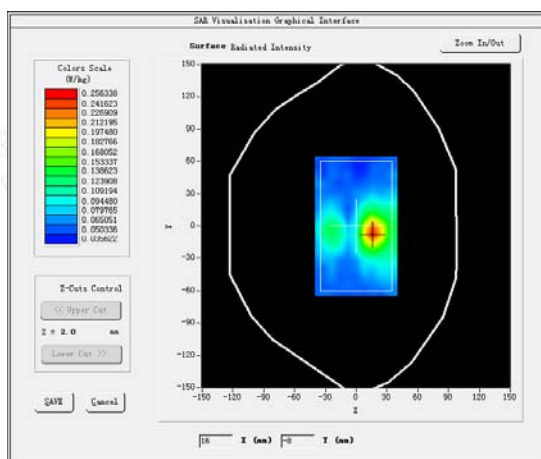 SAR Visualisation Graphical Interface
Surface Radiated Intensity
Zoom In/Out
Colors Scale
(W/kg)
0.256338
0.241623
0.226909
0.212195
0.197480
0.182766
0.168052
0.153337
0.138623
0.123908
0.109194
0.094480
0.079765
0.065051
0.050336
0.035622
150
120
90
60
30
0
-30
-60
-90
-120
-150
Y
-150 -120 -90 -60 -30 0 30 60 90 120 150
X
Z-Cuts Control
<< Upper Cut
Z = 2.0 mm
Lower Cut >>
SAVE Cancel
16 X (mm) -8 Y (mm)